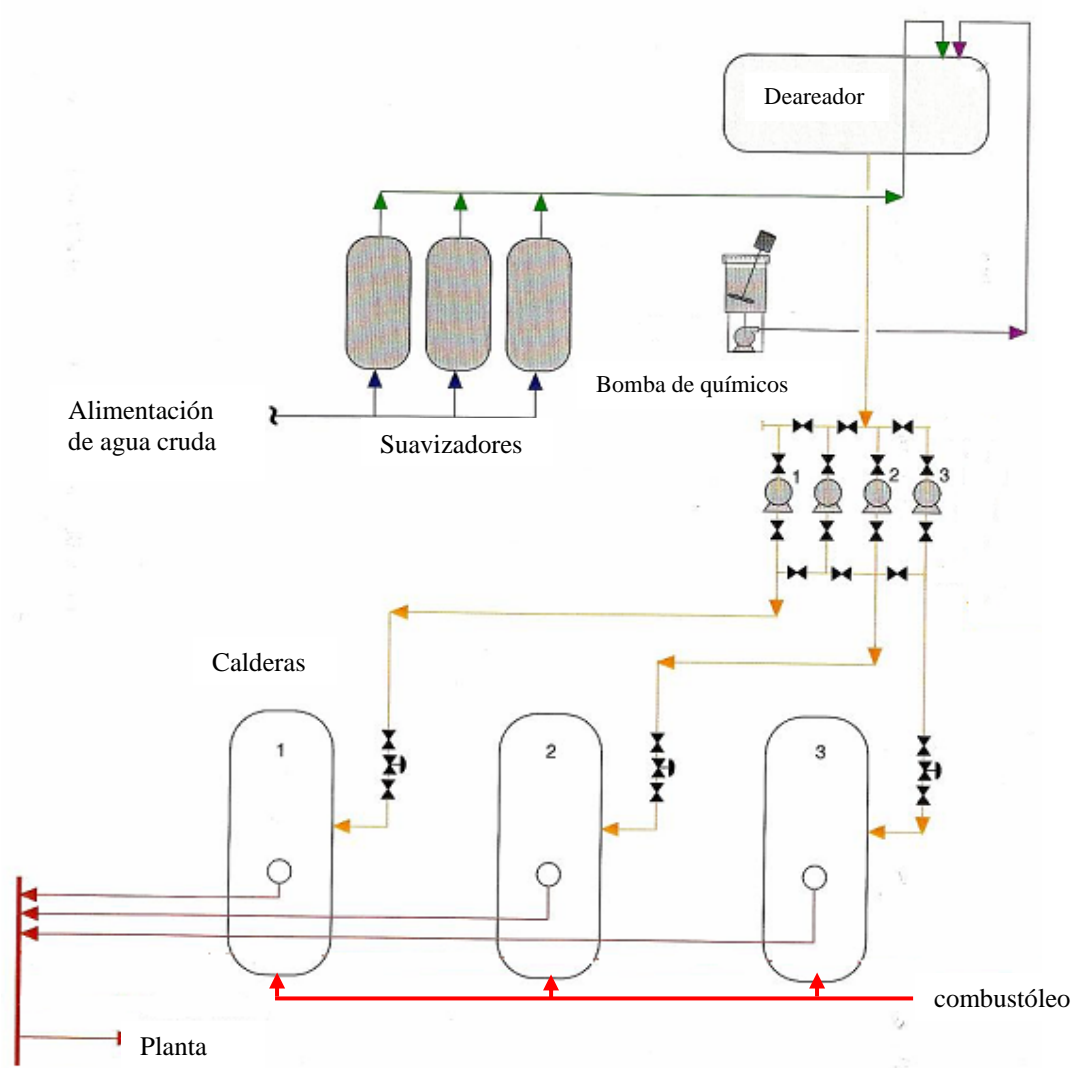 Deareador
Bomba de químicos
Alimentación
de agua cruda
Suavizadores
1
2
3
Calderas
1
2
3
combustóleo
Planta